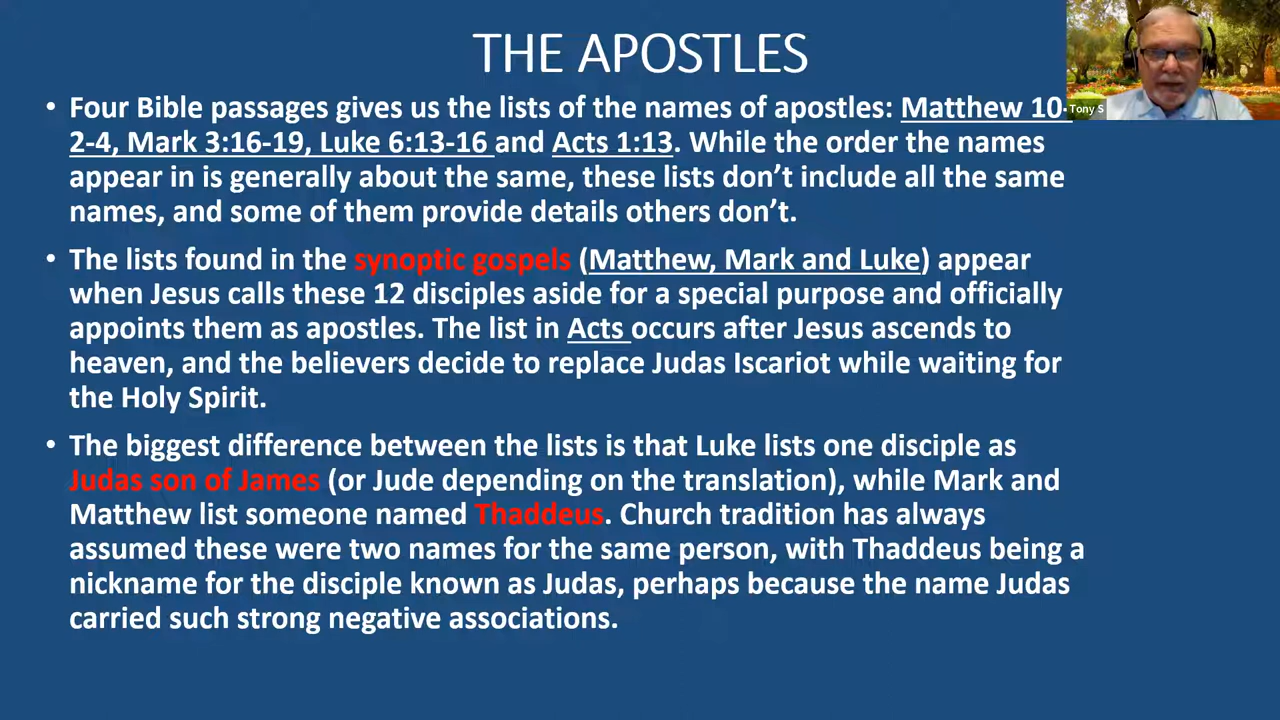 THE APOSTLES
• Four Bible passages gives us the lists of the names of apostles: Matthew 10-
2-4, Mark 3:16-19, Luke 6:13-16 and Acts 1:13. While the order the names
appear in is generally about the same, these lists don’t include all the same
names, and some of them provide details others don’t.
• The lists found in the synoptic gospels (Matthew, Mark and Luke) appear
when Jesus calls these 12 disciples aside for a special purpose and officially
appoints them as apostles. The list in Acts occurs after Jesus ascends to
heaven, and the believers decide to replace Judas Iscariot while waiting for
the Holy Spirit.
• The biggest difference between the lists is that Luke lists one disciple as
Judas son of James (or Jude depending on the translation), while Mark and
Matthew list someone named Thaddeus. Church tradition has always
assumed these were two names for the same person, with Thaddeus being a
nickname for the disciple known as Judas, perhaps because the name Judas
carried such strong negative associations.
Tony S